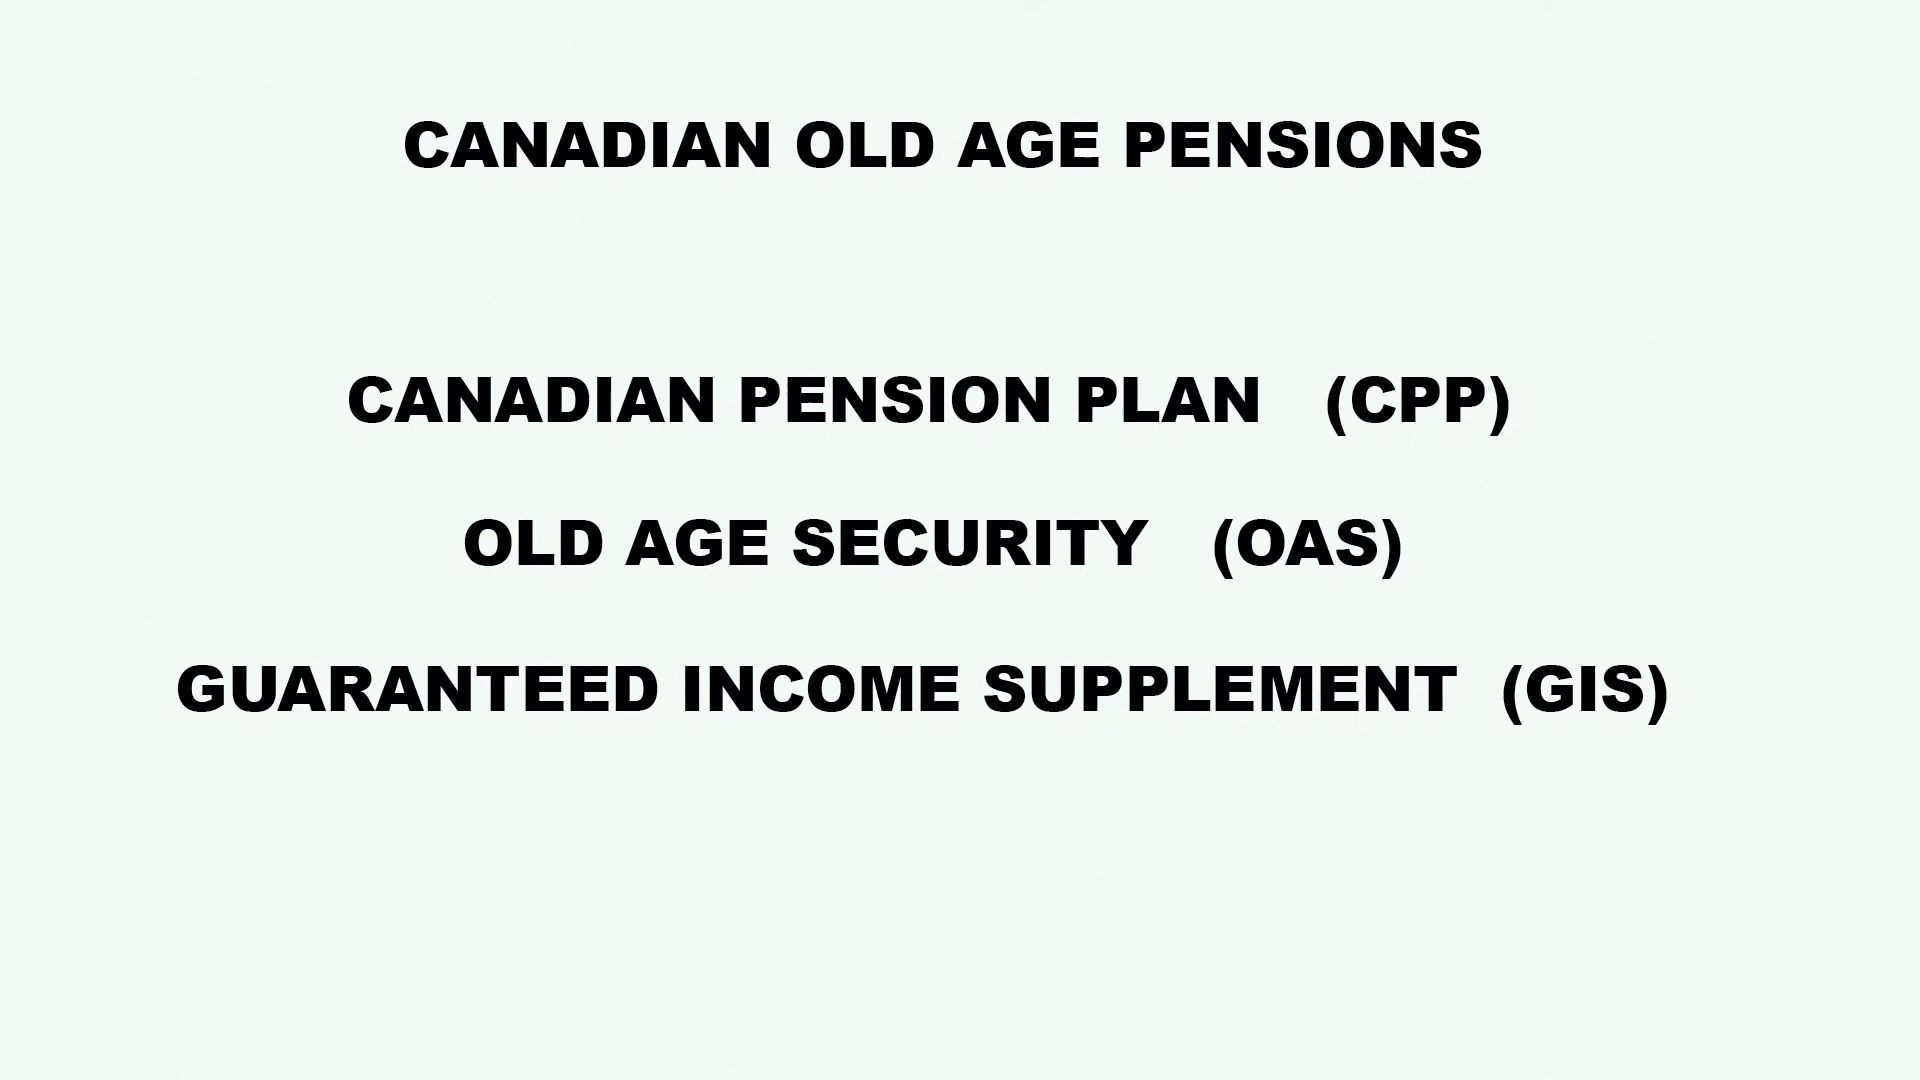 CANADIAN OLD AGE PENSIONS
CANADIAN PENSION PLAN (CPP)
OLD AGE SECURITY (OAS)
GUARANTEED INCOME SUPPLEMENT (GIS)